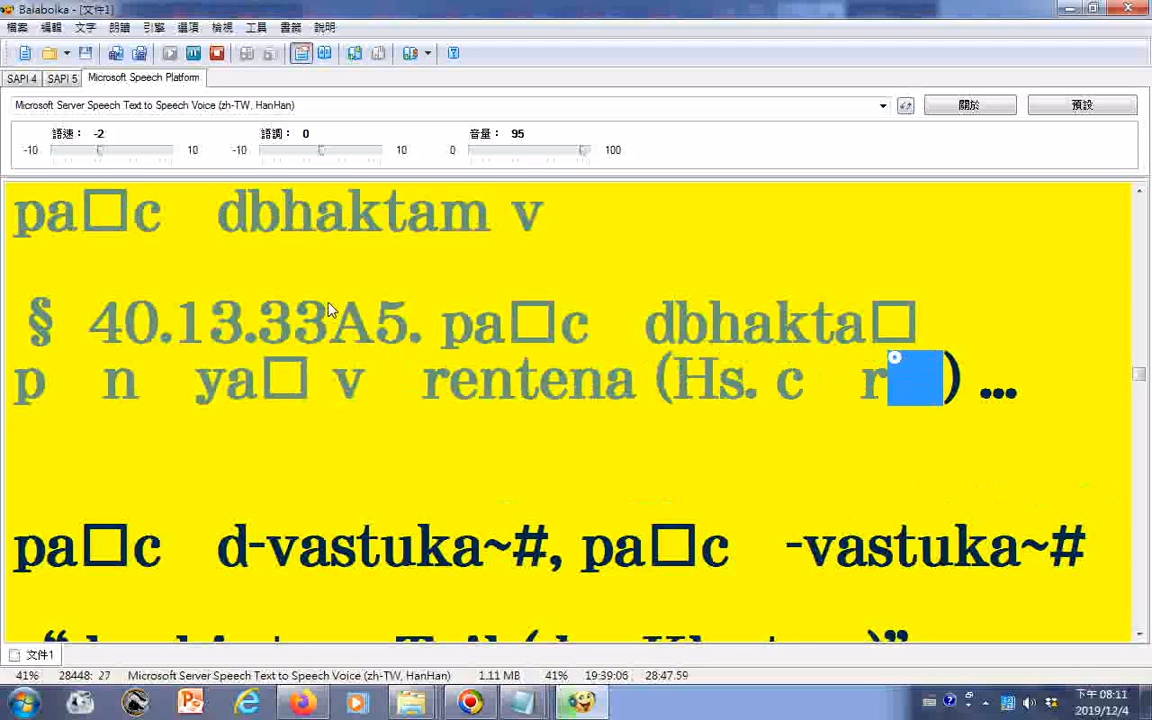 Balabolka - [文件1]
檔案 編輯 文字 朗讀 引擎 選項 檢視 工具 書籤 說明
SAPI 4 SAPI 5 Microsoft Speech Platform
Microsoft Server Speech Text to Speech Voice (zh-TW, HanHan) 關於 預設
語速： -2 語調： 0 音量： 95
-10 10 -10 10 0 100
pa□c dbhaktam v
§ 40.13.33A5. pa□c dbhakta□
p n ya□ v rentena (Hs. c r ) ...
pa□c d-vastuka~#, pa□c -vastuka~#
文件1
41% 28448: 27 Microsoft Server Speech Text to Speech Voice (zh-TW, HanHan) 1.11 MB 41% 19:39:06 28:47.59
下午 08:11
2019/12/4